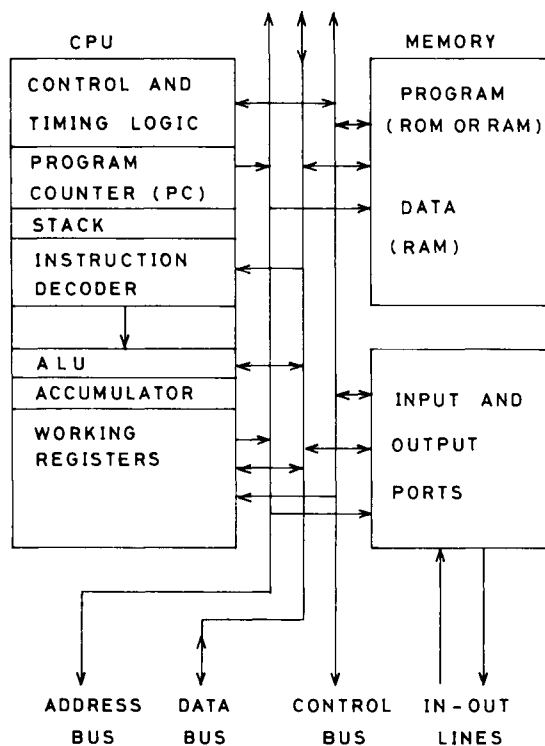 CPU
CONTROL AND
TIMING LOGIC
PROGRAM
COUNTER (PC)
STACK
INSTRUCTION
DECODER
ALU
ACCUMULATOR
WORKING
REGISTERS
MEMORY
PROGRAM
(ROM OR RAM)
DATA
(RAM)
INPUT AND
OUTPUT
PORTS
ADDRESS
BUS
DATA
BUS
CONTROL
BUS
IN-OUT
LINES